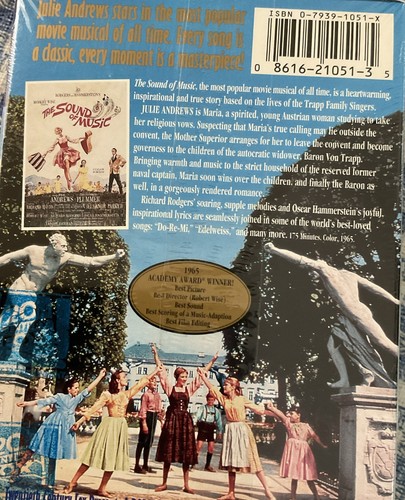 Julie Andrews stars in the most popular
movie musical of all time. Every song is
a classic, every moment is a masterpiece!
ISBN 0-7939-1051-X
0 86162 1051-3 5
THE SOUND
OF
MUSIC
ANDREWS PLUMMER
The Sound of Music, the most popular movie musical of all time, is a heartwarming,
inspirational and true story based on the lives of the Trapp Family Singers.
JULIE ANDREWS is Maria, a spirited, young Austrian woman studying to take
her religious vows. Suspecting that Maria's true calling may lie outside the
convent, the Mother Superior arranges for her to leave the convent and become
governess to the children of the autocratic widower, Baron Von Trapp.
Bringing warmth and music to the strict household of the reserved former
naval captain, Maria soon wins over the children, and finally the Baron as
well, in a gorgeously rendered romance.
Richard Rodgers' soaring, supple melodies and Oscar Hammerstein's joyful,
inspirational lyrics are seamlessly joined in some of the world's best-loved
songs: "Do-Re-Mi," "Edelweiss," and many more. 175 Minutes. Color, 1965.
1965
ACADEMY AWARD® WINNER!
Best Picture
Best Director (Robert Wise)
Best Sound
Best Scoring of a Music-Adaption
Best Film Editing
Twentieth Century Fox